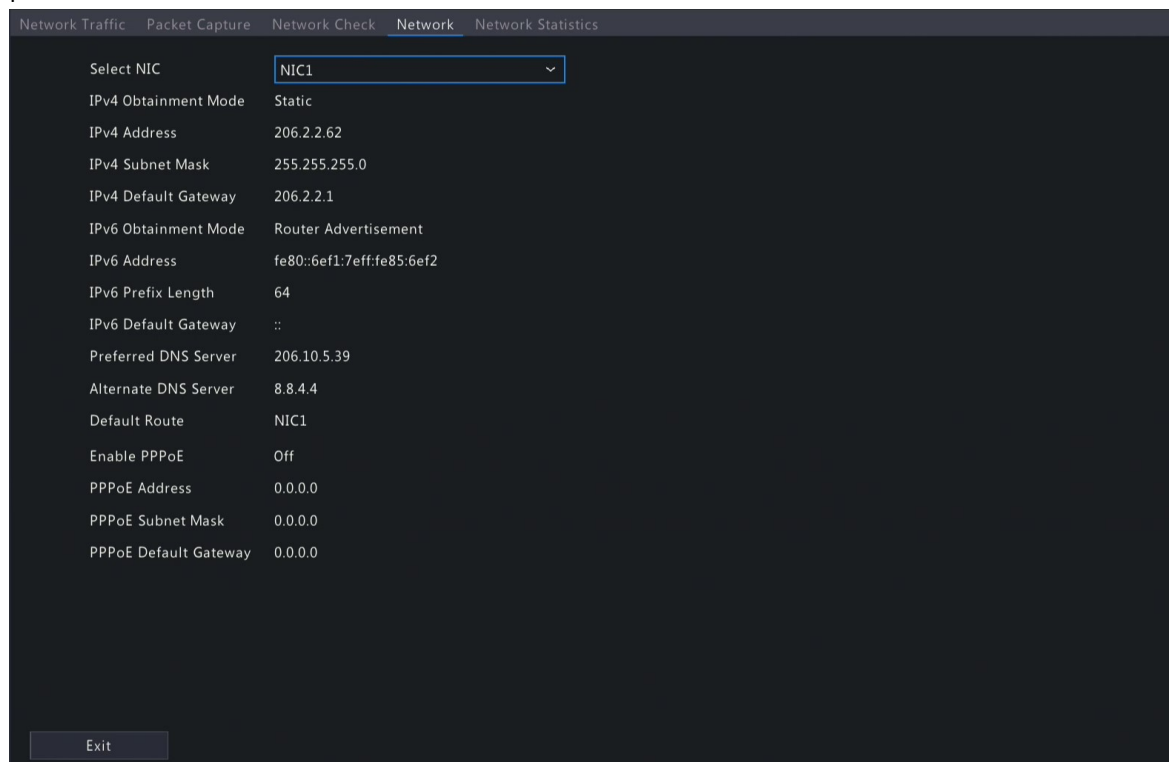 Network Traffic Packet Capture Network Check Network Network Statistics
Select NIC NIC1
IPv4 Obtainment Mode Static
IPv4 Address 206.2.2.62
IPv4 Subnet Mask 255.255.255.0
IPv4 Default Gateway 206.2.2.1
IPv6 Obtainment Mode Router Advertisement
IPv6 Address fe80::6ef1:7eff:fe85:6ef2
IPv6 Prefix Length 64
IPv6 Default Gateway ::
Preferred DNS Server 206.10.5.39
Alternate DNS Server 8.8.4.4
Default Route NIC1
Enable PPPoE Off
PPPoE Address 0.0.0.0
PPPoE Subnet Mask 0.0.0.0
PPPoE Default Gateway 0.0.0.0
Exit